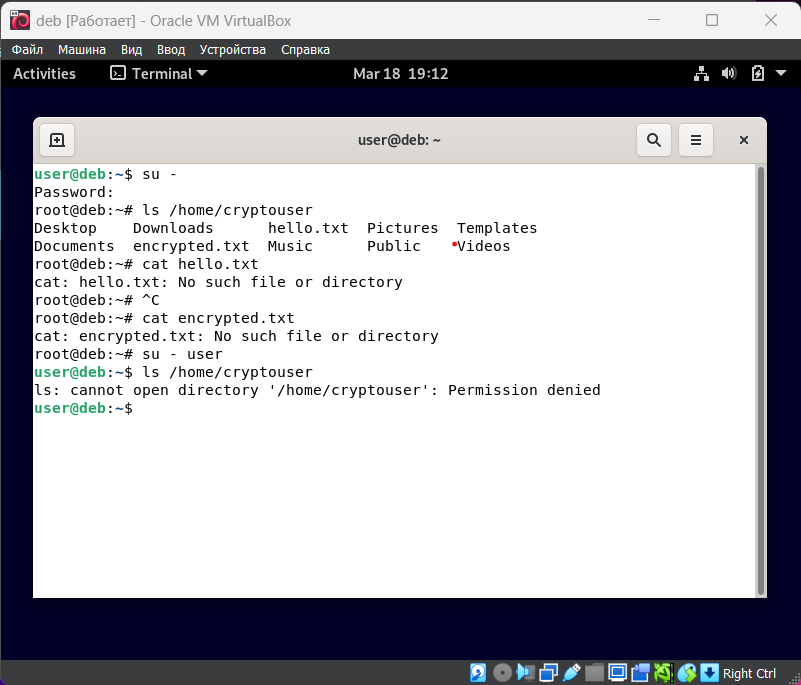 deb [Работает] - Oracle VM VirtualBox
Файл Машина Вид Ввод Устройства Справка
Activities Terminal Mar 18 19:12
user@deb: ~
user@deb:~$ su -
Password:
root@deb:~# ls /home/cryptouser
Desktop Downloads hello.txt Pictures Templates
Documents encrypted.txt Music Public Videos
root@deb:~# cat hello.txt
cat: hello.txt: No such file or directory
root@deb:~# ^C
root@deb:~# cat encrypted.txt
cat: encrypted.txt: No such file or directory
root@deb:~# su - user
user@deb:~$ ls /home/cryptouser
ls: cannot open directory '/home/cryptouser': Permission denied
user@deb:~$
Right Ctrl